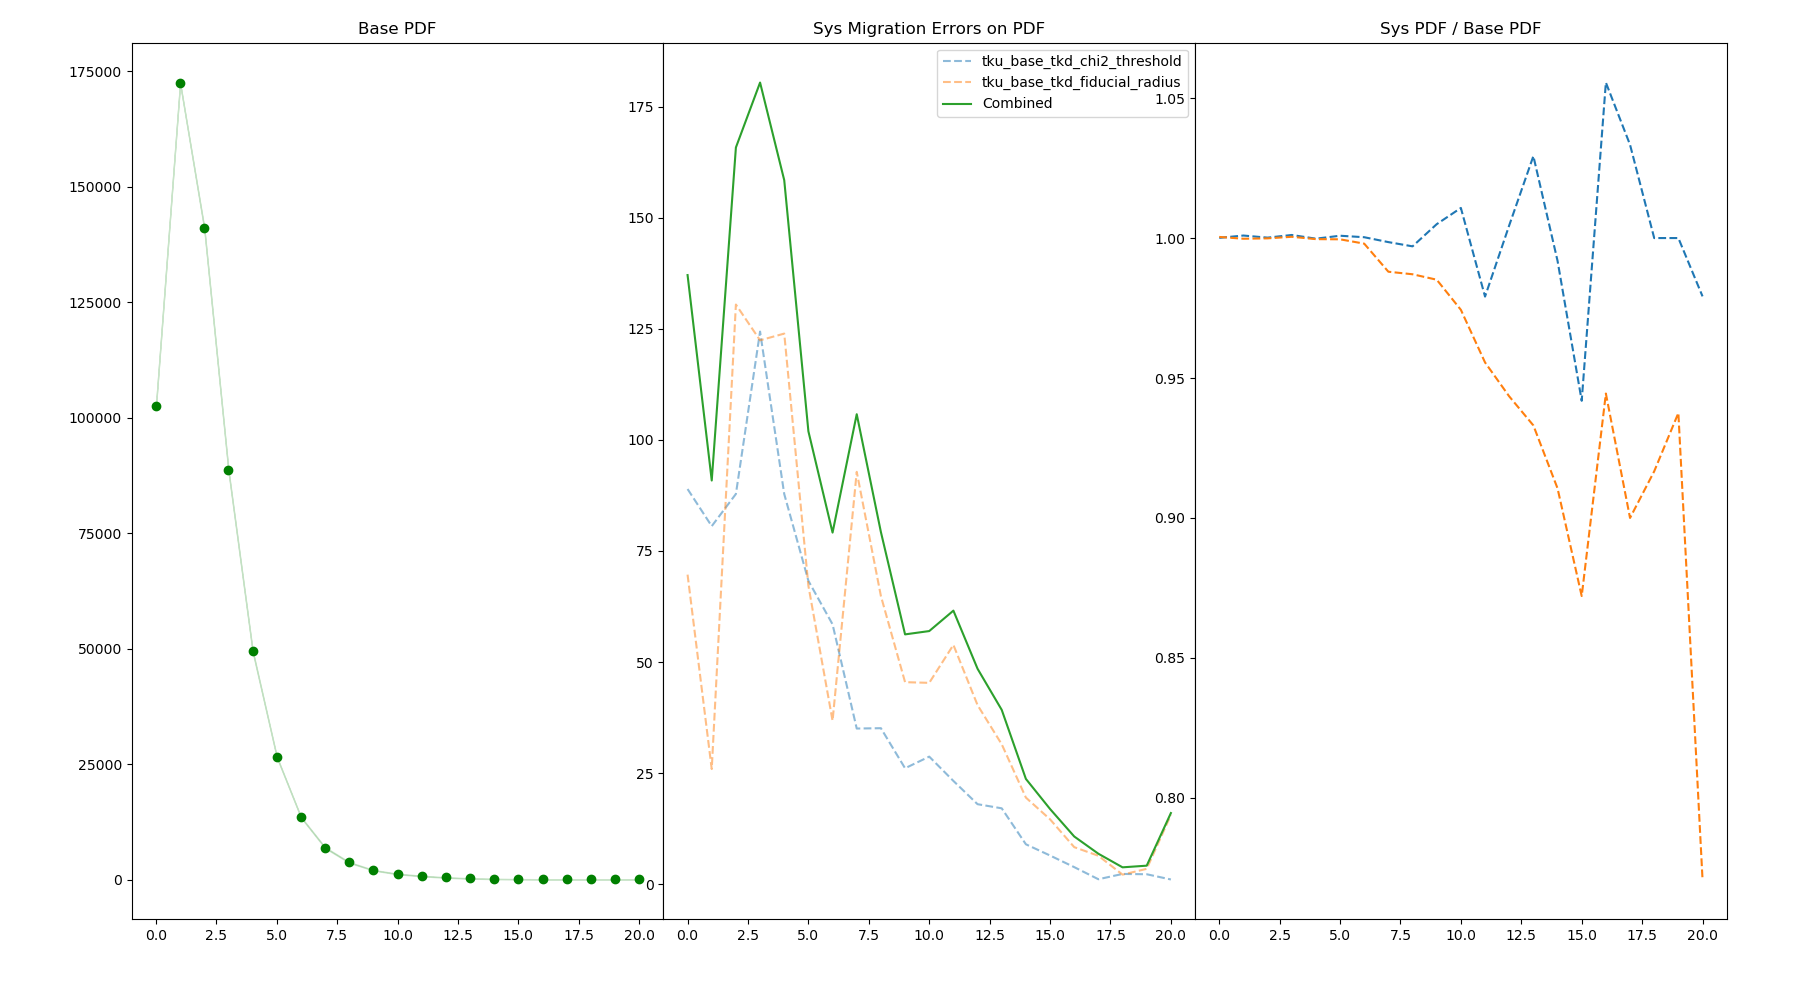 Base PDF
Sys Migration Errors on PDF
Sys PDF / Base PDF
175000
150000
125000
100000
75000
50000
25000
0
0.0 2.5 5.0 7.5 10.0 12.5 15.0 17.5 20.0
tku_base_tkd_chi2_threshold
tku_base_tkd_fiducial_radius
Combined
175
150
125
100
75
50
25
0
0.0 2.5 5.0 7.5 10.0 12.5 15.0 17.5 20.0
1.05
1.00
0.95
0.90
0.85
0.80
0.0 2.5 5.0 7.5 10.0 12.5 15.0 17.5 20.0